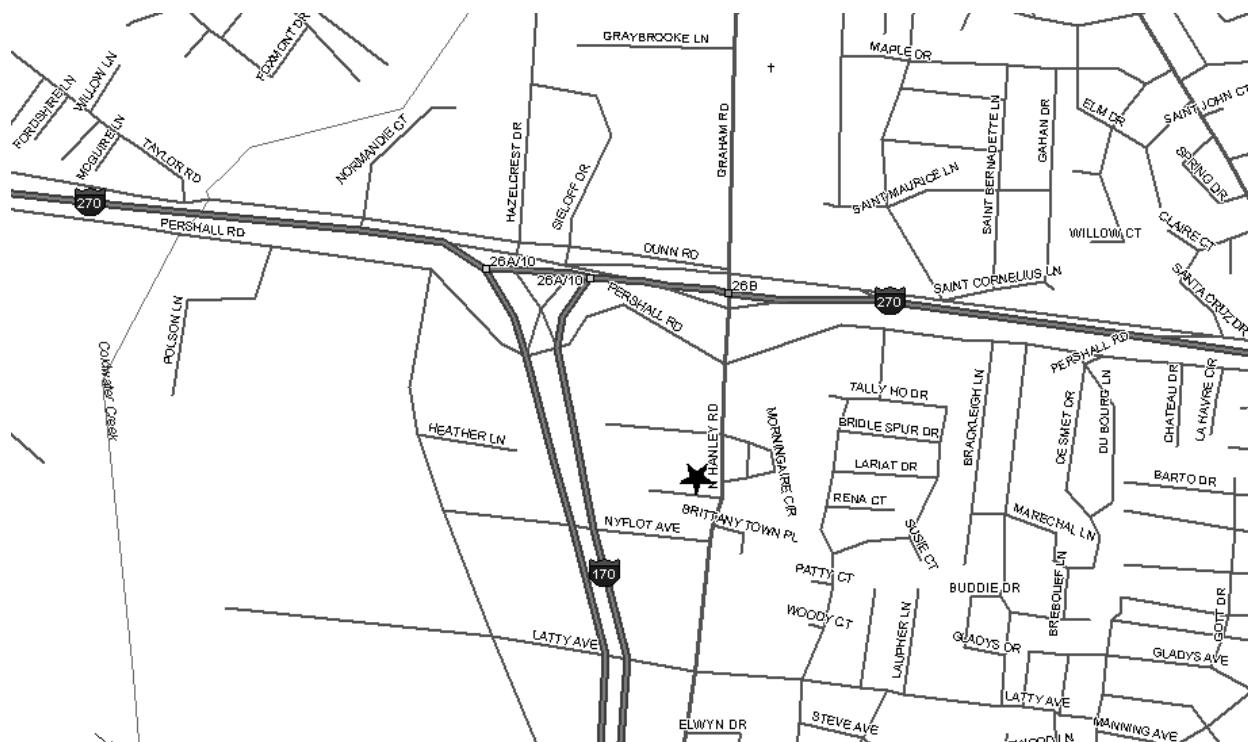 GRAYBROOKE LN
FOXMONT DR
MAPLE DR
WILLOW LN
FORDSHIRE LN
SAINT JOHN CT
ELM DR
GRAHAM RD
SAINT BERNADETTE LN
GAHAN DR
NORMANDIE CT
MCGUIRE LN
TAYLOR RD
HAZELCREST DR
SIELOFF DR
SPRING DR
SAINT MAURICE LN
270
PERSHALL RD
WILLOW CT
CLAIRE CT
DUNN RD
26A/10
26A/10
26B
SAINT CORNELIUS LN
SANTA CRUZ DR
PERSHALL RD
270
POLSON LN
Coldwater Creek
PERSHALL RD
TALLY HO DR
BRACKLEIGH LN
DE SMET DR
DU BOURG LN
CHATEAU DR
LA HAVRE CIR
HEATHER LN
N HANLEY RD
MORNINGAIRE CIR
BRIDLE SPUR DR
LARIAT DR
BARTO DR
RENA CT
BRITTANY TOWN PL
NYFLOT AVE
SUSIE CT
MARECHAL LN
170
PATTY CT
BUDDIE DR
BREBOUEF LN
GOTT DR
WOODY CT
LAUPHER LN
LATTY AVE
GLADYS DR
GLADYS AVE
LATTY AVE
ELWYN DR
STEVE AVE
MANNING AVE